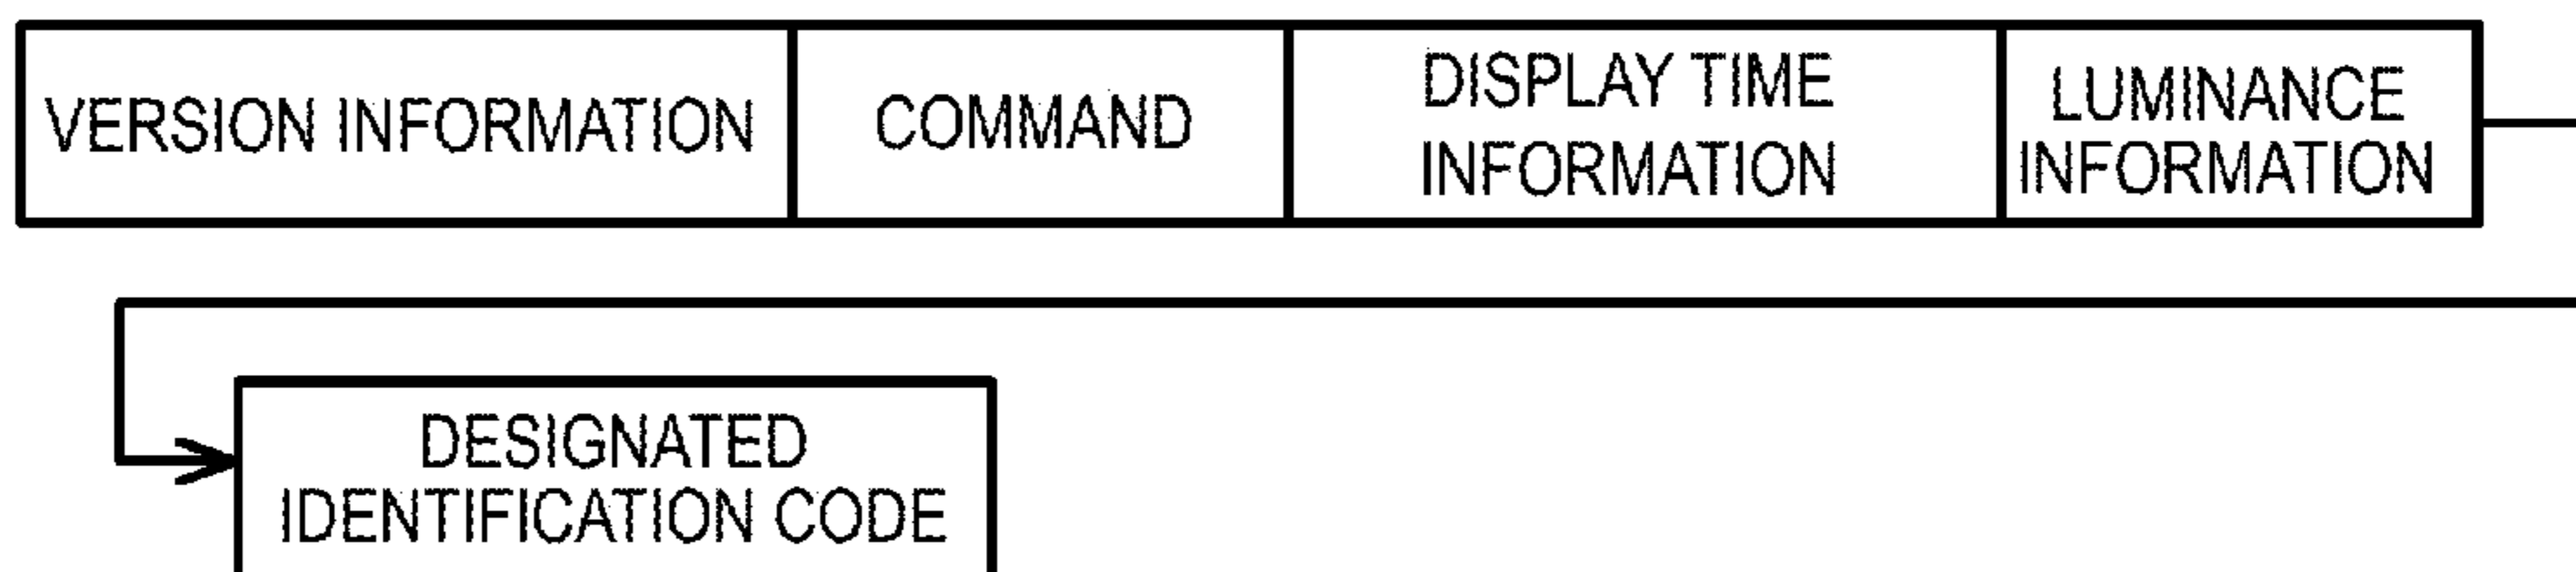 VERSION INFORMATION
COMMAND
DISPLAY TIME
INFORMATION
LUMINANCE
INFORMATION
DESIGNATED
IDENTIFICATION CODE